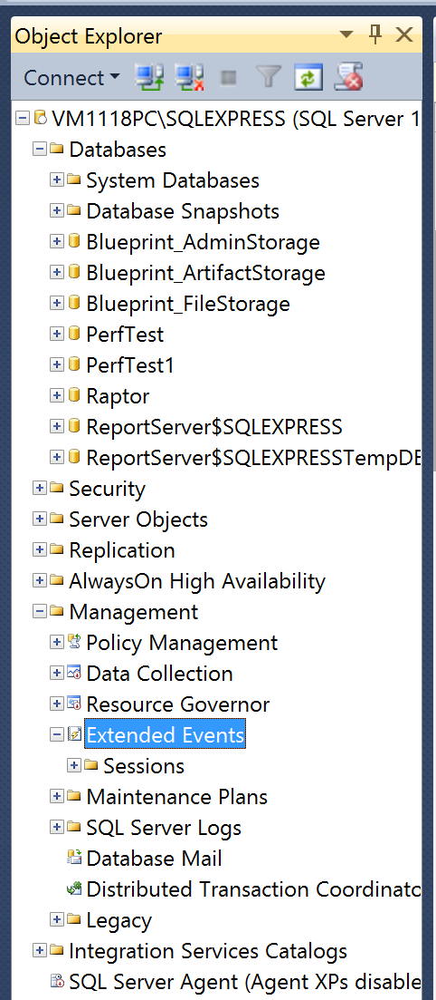 Object Explorer
Connect
VM1118PC\SQLEXPRESS (SQL Server 1
Databases
System Databases
Database Snapshots
Blueprint_AdminStorage
Blueprint_ArtifactStorage
Blueprint_FileStorage
PerfTest
PerfTest1
Raptor
ReportServer$SQLEXPRESS
ReportServer$SQLEXPRESSTempDB
Security
Server Objects
Replication
AlwaysOn High Availability
Management
Policy Management
Data Collection
Resource Governor
Extended Events
Sessions
Maintenance Plans
SQL Server Logs
Database Mail
Distributed Transaction Coordinato
Legacy
Integration Services Catalogs
SQL Server Agent (Agent XPs disable